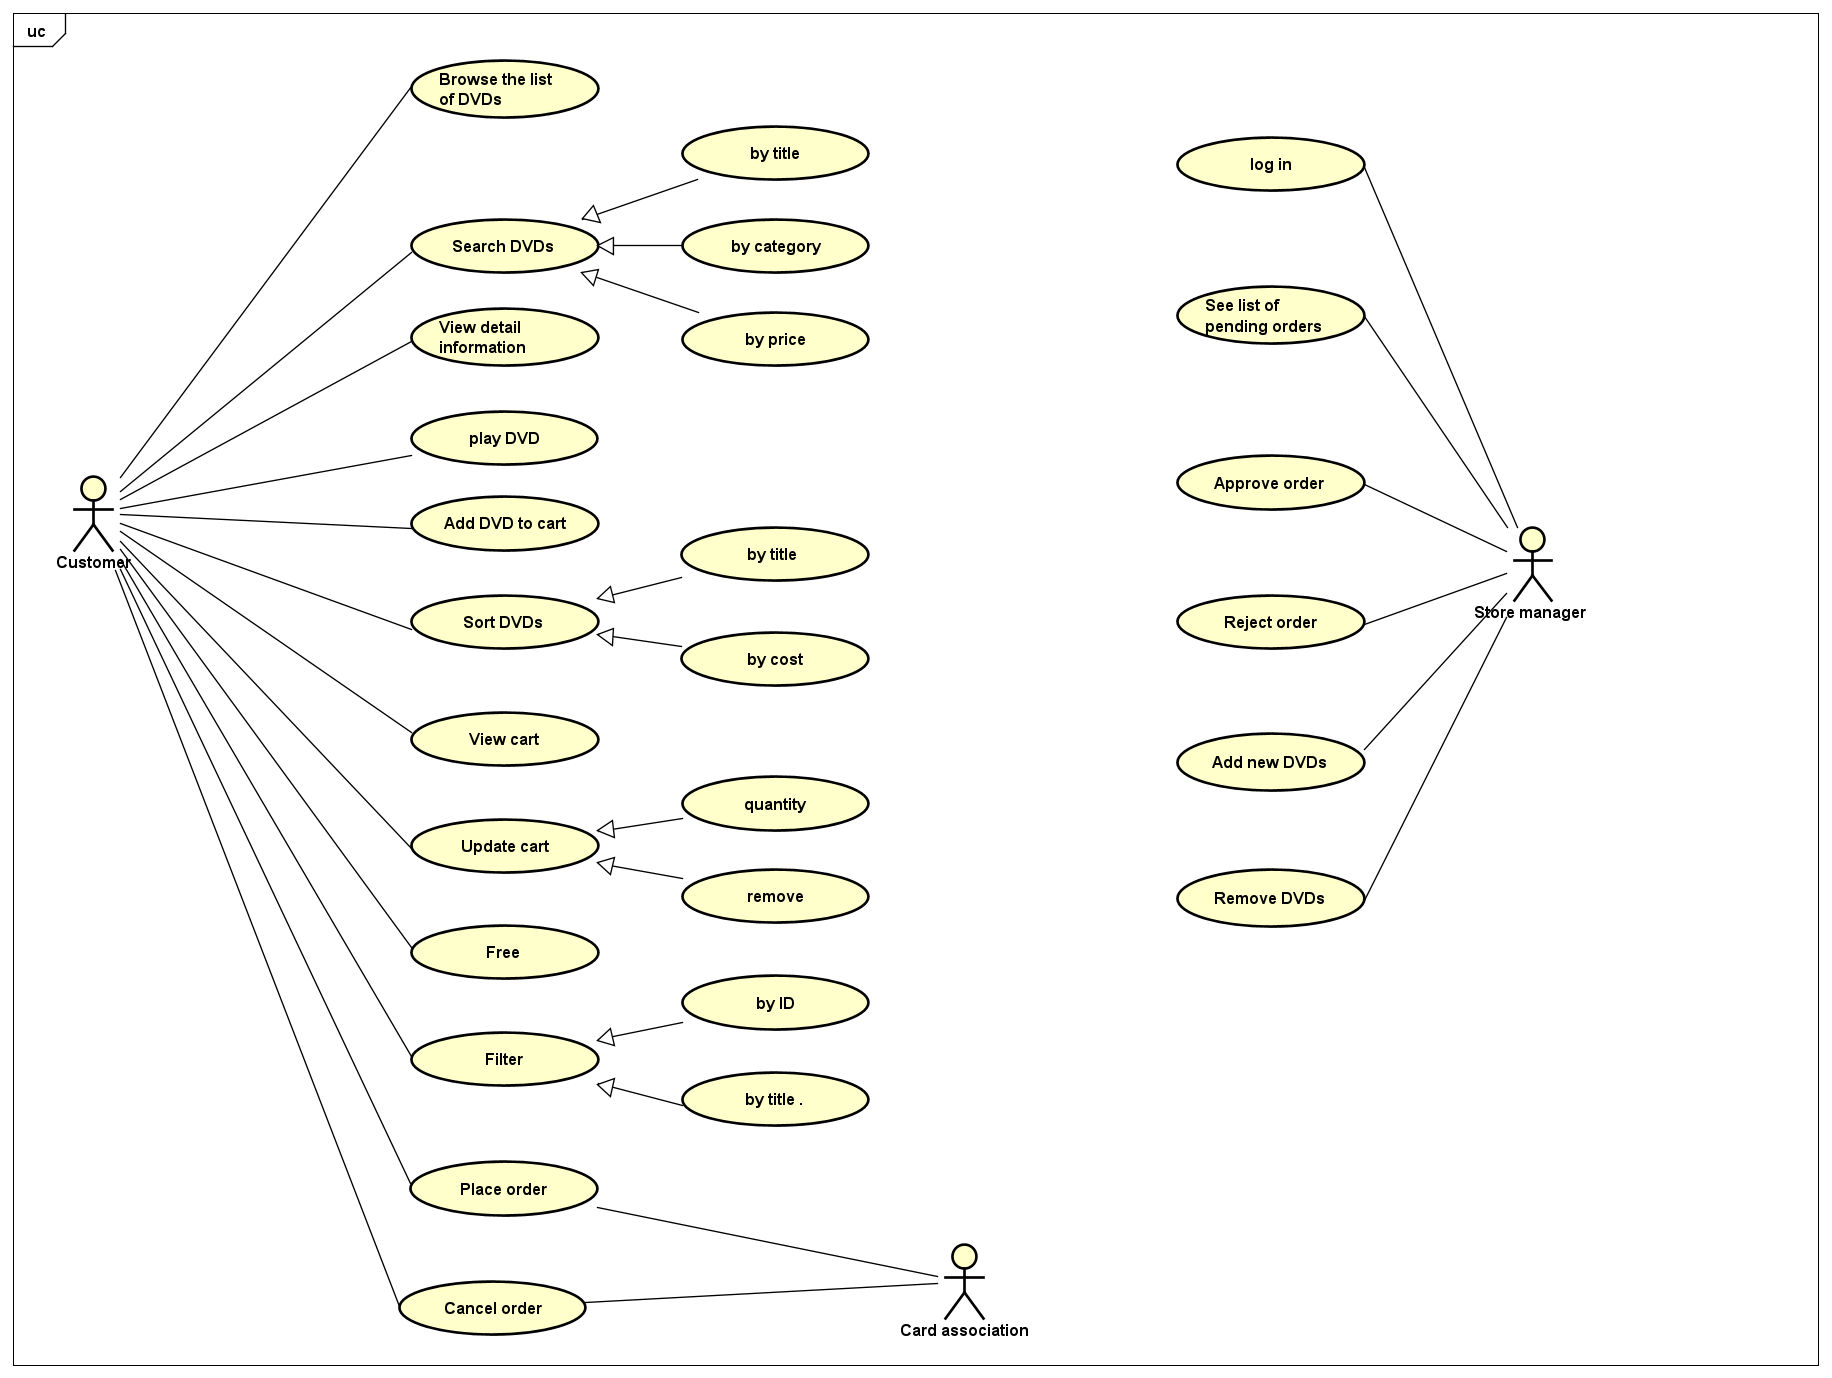 uc
Browse the list
of DVDs
by title
log in
Search DVDs
by category
See list of
pending orders
View detail
information
by price
play DVD
Approve order
Add DVD to cart
Customer
by title
Store manager
Sort DVDs
Reject order
by cost
View cart
Add new DVDs
quantity
Update cart
remove
Remove DVDs
Free
by ID
Filter
by title .
Place order
Cancel order
Card association